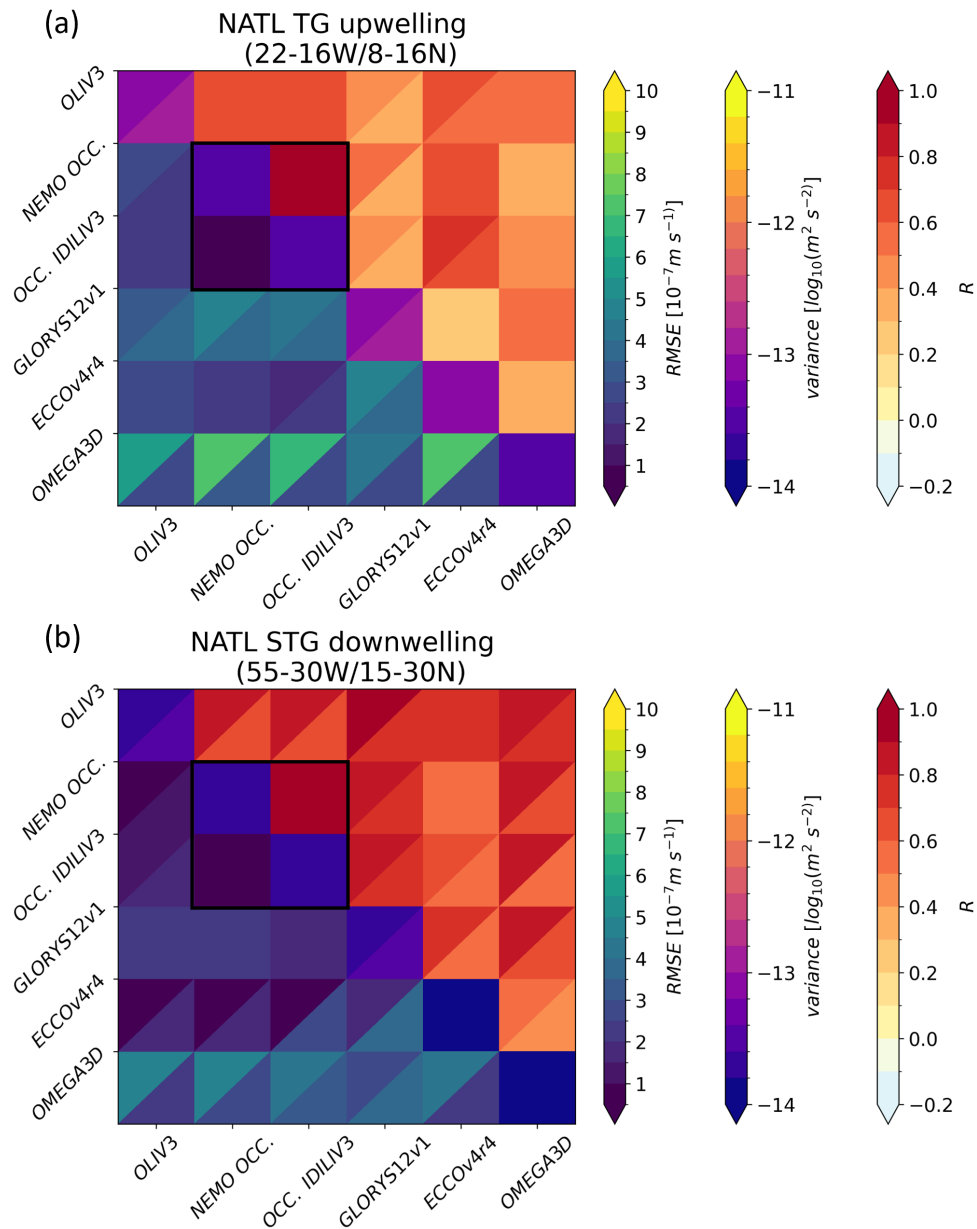 (a)
NATL TG upwelling
(22-16W/8-16N)
OLIV3
NEMO OCC.
OCC. IDILIV3
GLORYS12v1
ECCOv4r4
OMEGA3D
OLIV3
NEMO OCC.
OCC. IDILIV3
GLORYS12v1
ECCOv4r4
OMEGA3D
10
9
8
7
6
5
4
3
2
1
RMSE [10⁻⁷m s⁻¹⁾]
−11
−12
−13
−14
variance [log₁₀(m² s⁻²⁾]
1.0
0.8
0.6
0.4
0.2
0.0
−0.2
R
(b)
NATL STG downwelling
(55-30W/15-30N)
OLIV3
NEMO OCC.
OCC. IDILIV3
GLORYS12v1
ECCOv4r4
OMEGA3D
OLIV3
NEMO OCC.
OCC. IDILIV3
GLORYS12v1
ECCOv4r4
OMEGA3D
10
9
8
7
6
5
4
3
2
1
RMSE [10⁻⁷m s⁻¹⁾]
−11
−12
−13
−14
variance [log₁₀(m² s⁻²⁾]
1.0
0.8
0.6
0.4
0.2
0.0
−0.2
R